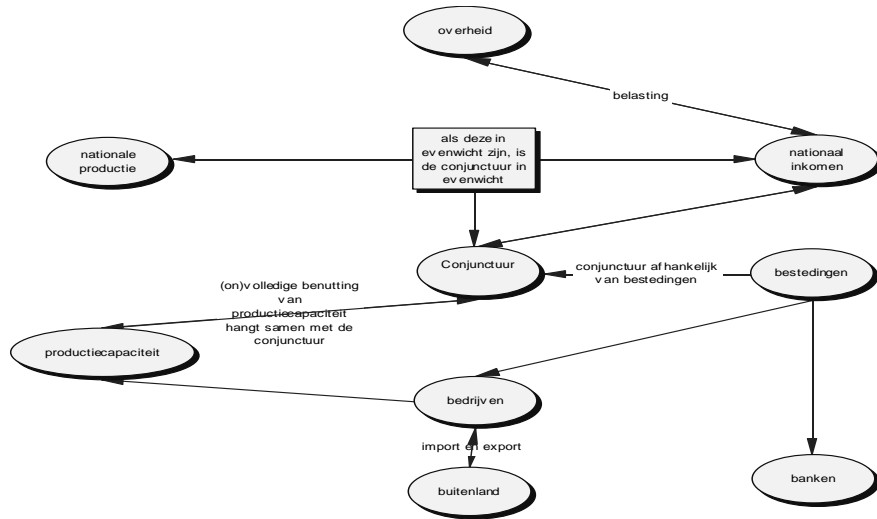 overheid
belasting
als deze in
evenwicht zijn, is
de conjunctuur in
evenwicht
nationale
productie
nationaal
inkomen
Conjunctuur
conjunctuur afhankelijk
van bestedingen
bestedingen
(on)volledige benutting
van
productiecapaciteit
hangt samen met de
conjunctuur
productiecapaciteit
bedrijven
import en export
buitenland
banken